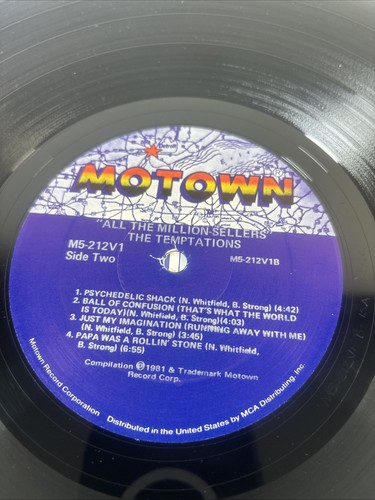 MOTOWN
"ALL THE MILLION-SELLERS"
THE TEMPTATIONS
M5-212V1
Side Two
M5-212V1B
1. PSYCHEDELIC SHACK (N. Whitfield, B. Strong) (4:42)
2. BALL OF CONFUSION (THAT'S WHAT THE WORLD
IS TODAY)(N. Whitfield, B. Strong)(4:03)
3. JUST MY IMAGINATION (RUNNING AWAY WITH ME)
(N. Whitfield, B. Strong) (3:45)
4. PAPA WAS A ROLLIN' STONE (N. Whitfield,
B. Strong) (6:55)
Compilation ℗1981 & Trademark Motown
Record Corp.
Motown Record Corporation Distributed in the United States by MCA Distributing, Inc.